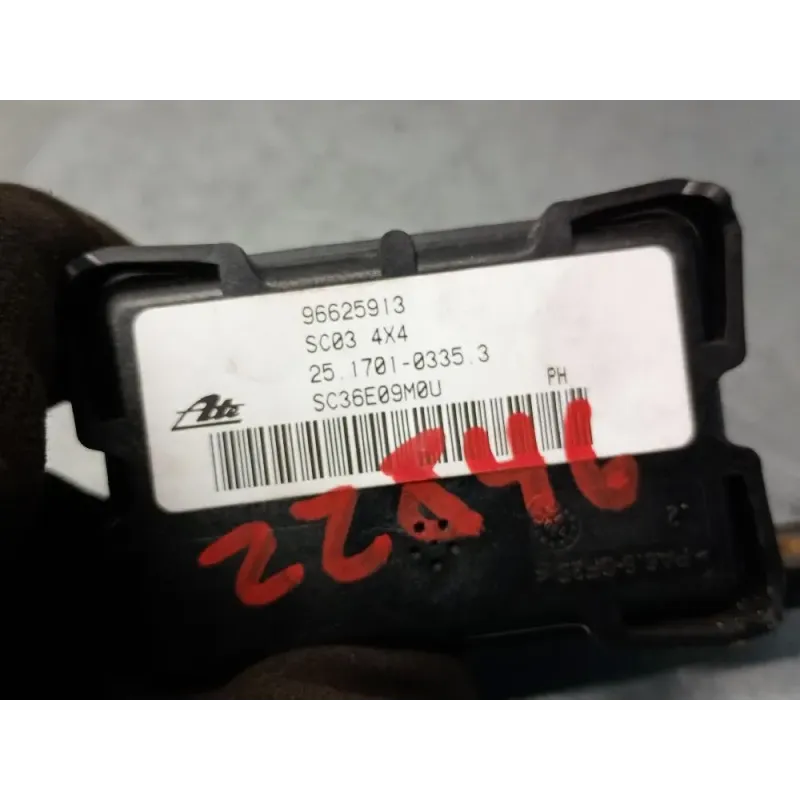 96625913
SC03 4X4
25.1701-0335.3
SC36E09M0U
PH
Ate
22846